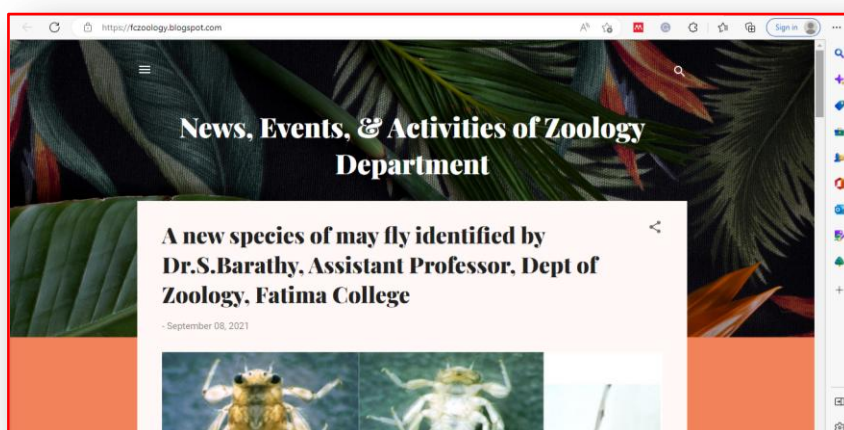 https://fczoology.blogspot.com
Sign in
News, Events, & Activities of Zoology
Department
A new species of may fly identified by
Dr.S.Barathy, Assistant Professor, Dept of
Zoology, Fatima College
- September 08, 2021